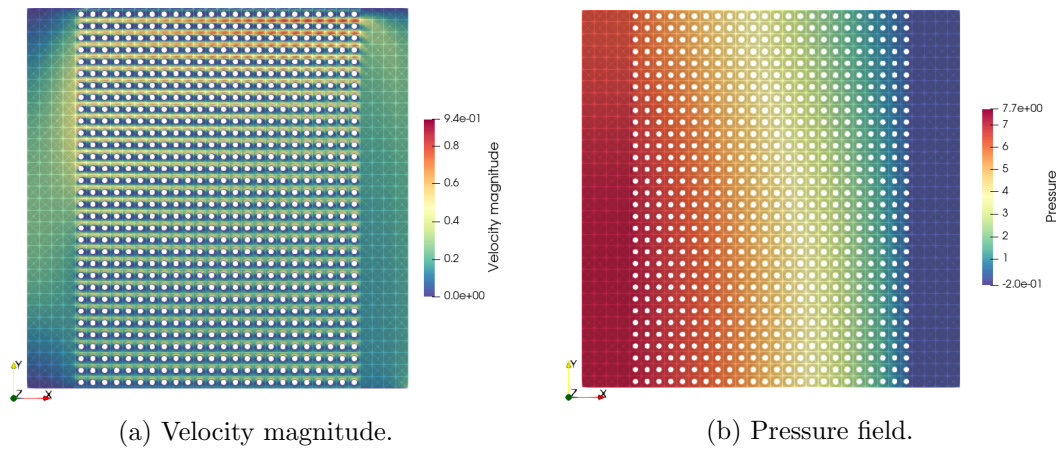 9.4e-01
0.8
0.6
0.4
0.2
0.0e+00
Velocity magnitude
Y
Z
X
(a) Velocity magnitude.
7.7e+00
7
6
5
4
3
2
1
-2.0e-01
Pressure
Y
Z
X
(b) Pressure field.